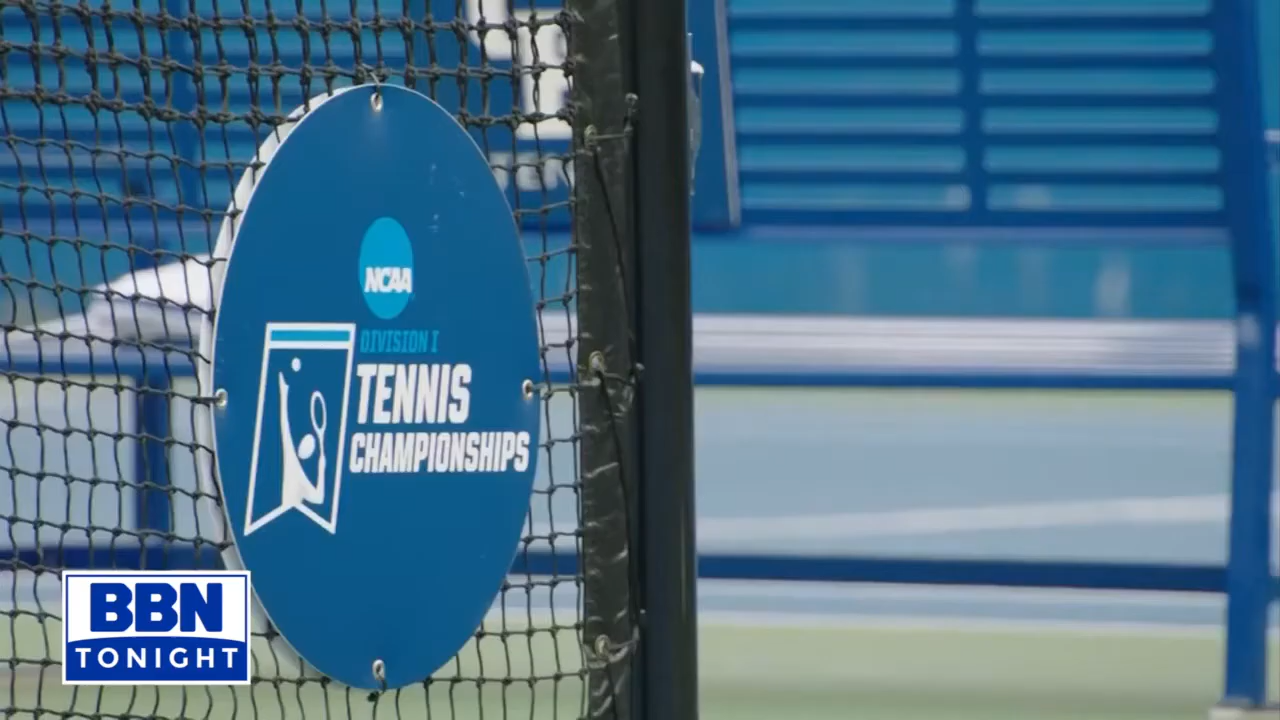 NCAA
DIVISION I
TENNIS
CHAMPIONSHIPS
BBN
TONIGHT